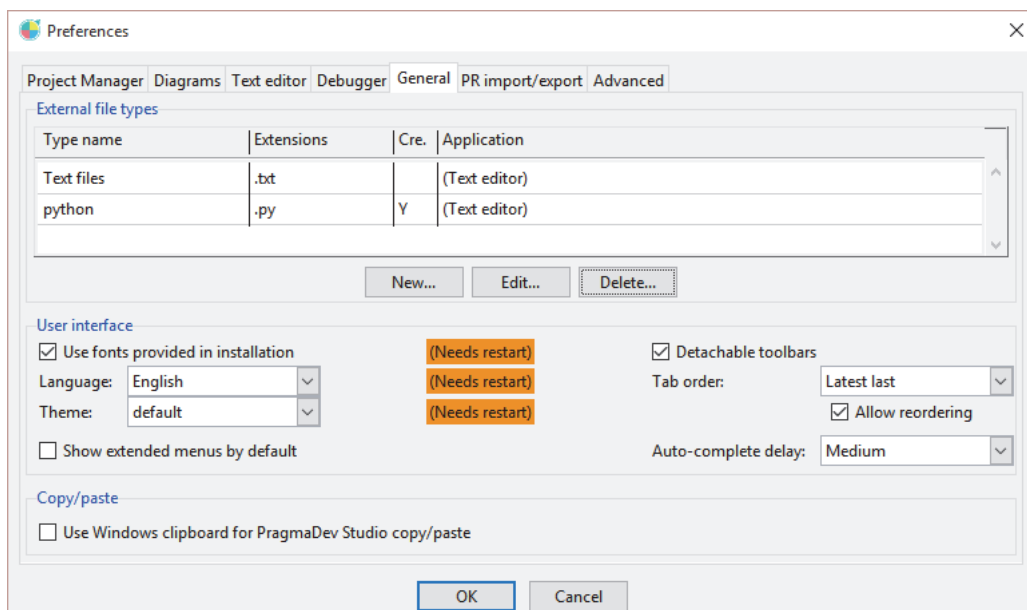 Preferences
Project Manager Diagrams Text editor Debugger General PR import/export Advanced
External file types
Type name Extensions Cre. Application
Text files .txt (Text editor)
python .py Y (Text editor)
New... Edit... Delete...
User interface
Use fonts provided in installation (Needs restart) Detachable toolbars
Language: English (Needs restart) Tab order: Latest last
Theme: default (Needs restart) Allow reordering
Show extended menus by default Auto-complete delay: Medium
Copy/paste
Use Windows clipboard for PragmaDev Studio copy/paste
OK Cancel